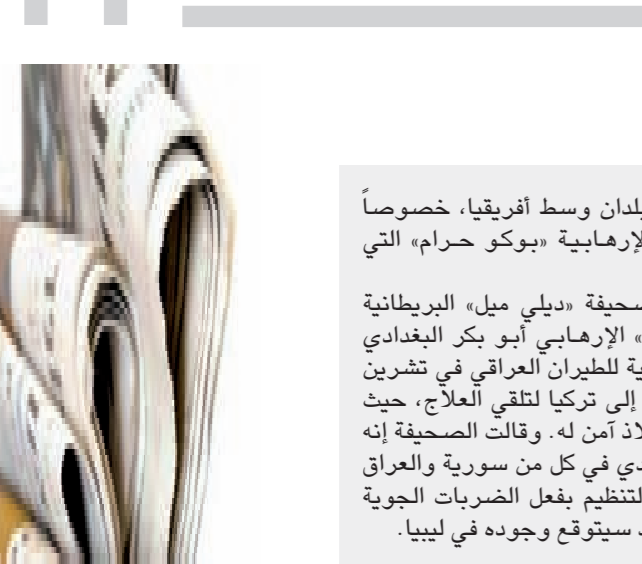 لدان وسط أفريقيا، خصوصاً
لإرهابية «بوكو حرام» التي
صحيفة «ديلي ميل» البريطانية
» الإرهابي أبو بكر البغدادي
ية للطيران العراقي في تشرين
إلى تركيا لتلقي العلاج، حيث
لاذ آمن له. وقالت الصحيفة إنه
دي في كل من سورية والعراق
لتنظيم بفعل الضربات الجوية
سيتوقع وجوده في ليبيا.